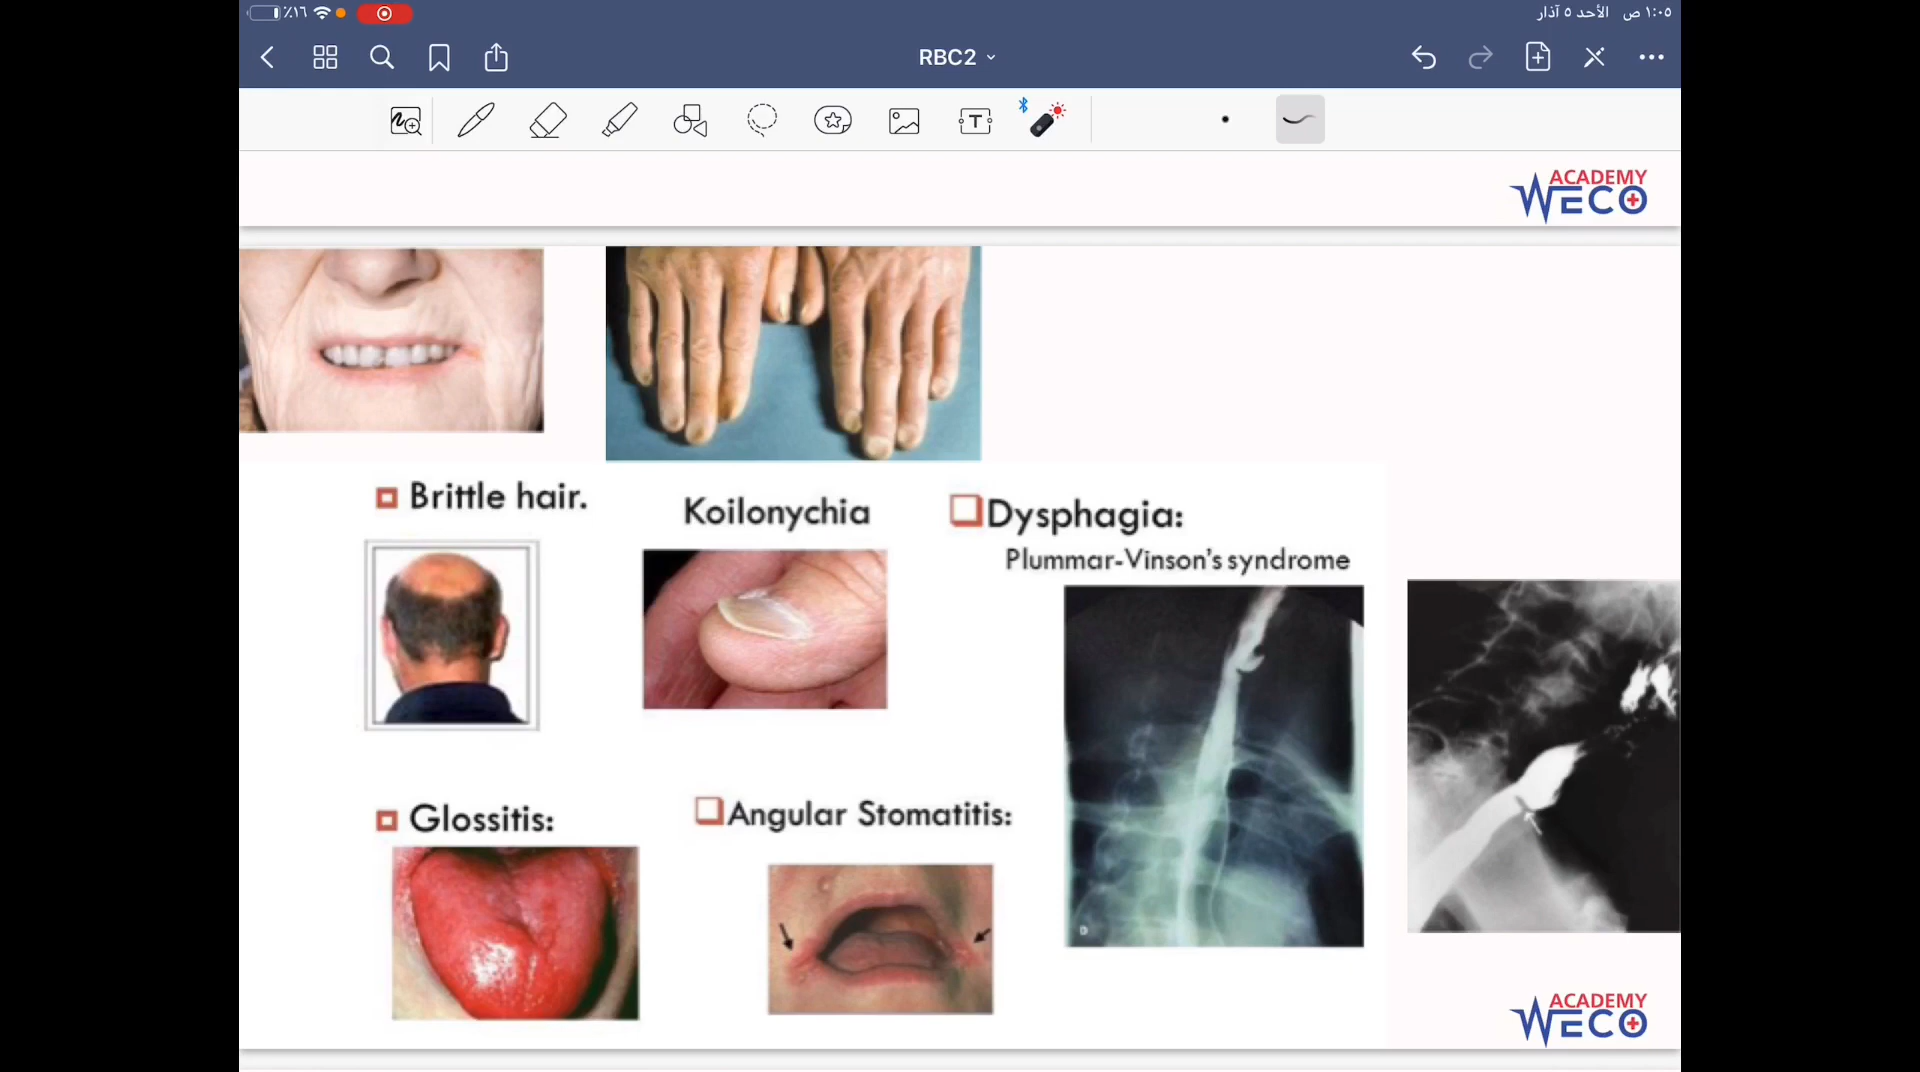 ٪١٦
١:٠٥ ص الأحد ٥ آذار
RBC2
T
ACADEMY
WECO
Brittle hair.
Koilonychia
Dysphagia:
Plummar-Vinson's syndrome
Glossitis:
Angular Stomatitis:
D
ACADEMY
WECO